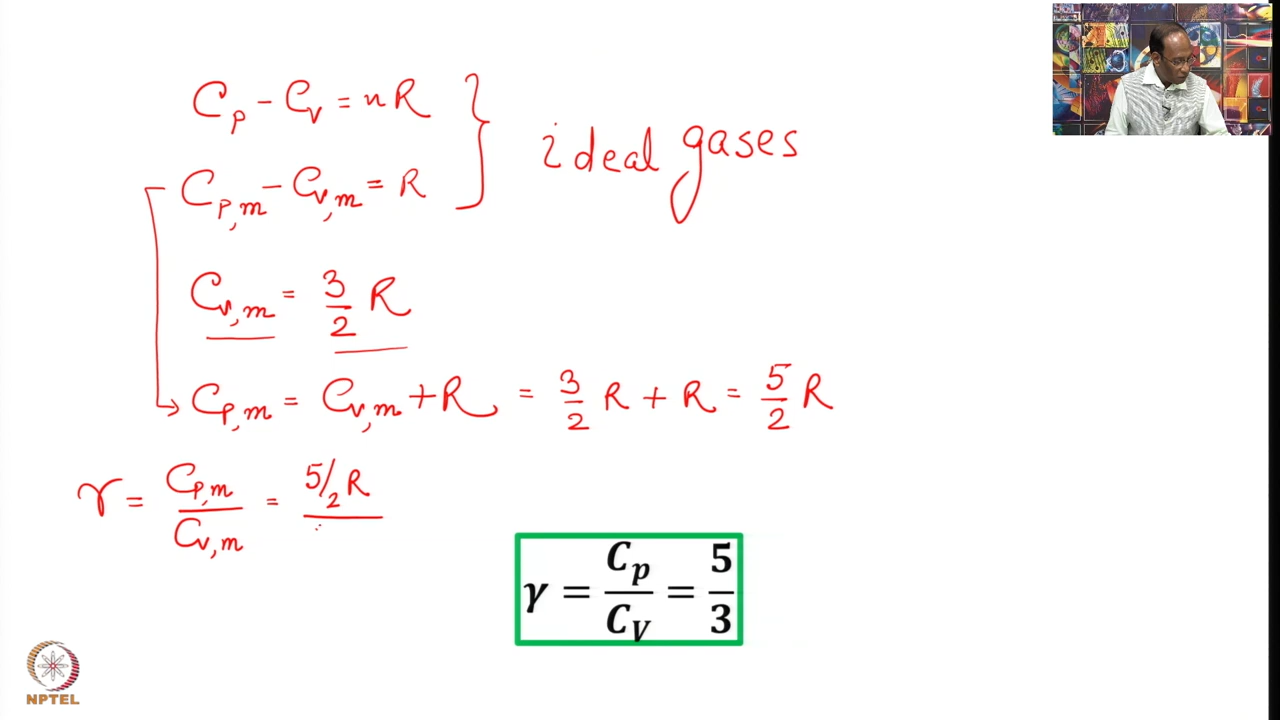 Cp - Cv = nR
Cp,m - Cv,m = R
ideal gases
Cv,m = 3/2 R
Cp,m = Cv,m + R = 3/2 R + R = 5/2 R
γ = Cp,m/Cv,m = 5/2 R
γ = Cp/CV = 5/3
NPTEL